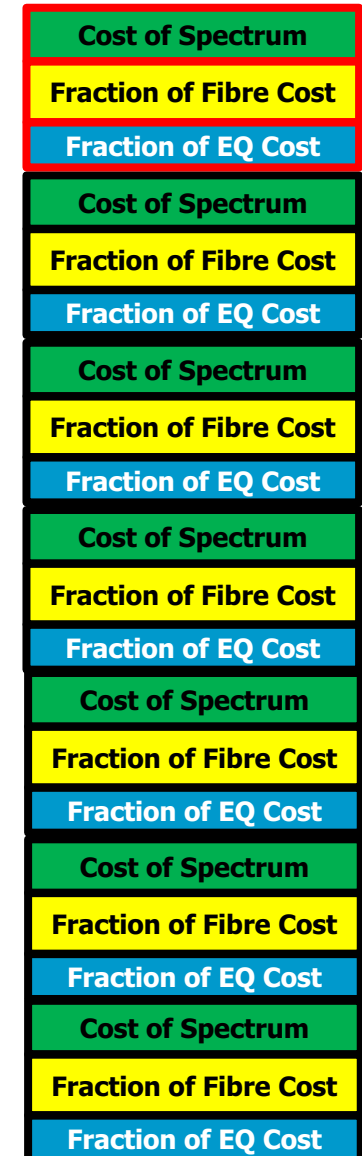 Cost of Spectrum
Fraction of Fibre Cost
Fraction of EQ Cost
Cost of Spectrum
Fraction of Fibre Cost
Fraction of EQ Cost
Cost of Spectrum
Fraction of Fibre Cost
Fraction of EQ Cost
Cost of Spectrum
Fraction of Fibre Cost
Fraction of EQ Cost
Cost of Spectrum
Fraction of Fibre Cost
Fraction of EQ Cost
Cost of Spectrum
Fraction of Fibre Cost
Fraction of EQ Cost
Cost of Spectrum
Fraction of Fibre Cost
Fraction of EQ Cost